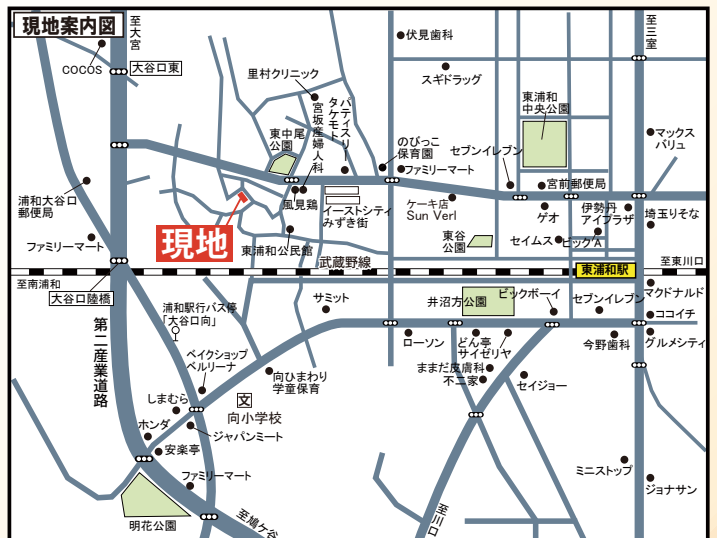 現地案内図
至大宮
COCOS
大谷口東
伏見歯科
スギドラッグ
至三室
里村クリニック
宮坂産婦人科
パティスリー
タケモト
東中尾
公園
のびっこ
保育園
ファミリーマート
セブンイレブン
東浦和
中央公園
マックス
バリュ
浦和大谷口
郵便局
風見鶏
イーストシティ
みずき街
ケーキ店
Sun Verl
宮前郵便局
ゲオ
伊勢丹
アイプラザ
埼玉りそな
ファミリーマート
現地
東浦和公民館
東谷
公園
セイムス
ビックA
武蔵野線
東浦和駅
至東川口
至南浦和
大谷口陸橋
浦和駅行バス停
「大谷口向」
サミット
井沼方公園
ビックボーイ
セブンイレブン
マクドナルド
ココイチ
グルメシティ
第二産業道路
ベイクショップ
ベルリーナ
ローソン
どん亭
サイゼリヤ
今野歯科
ままだ皮膚科
不二家
セイジョー
向ひまわり
学童保育
しまむら
文
向小学校
ホンダ
ジャパンミート
安楽亭
ファミリーマート
ミニストップ
ジョナサン
明花公園
至鳩ケ谷
至川口